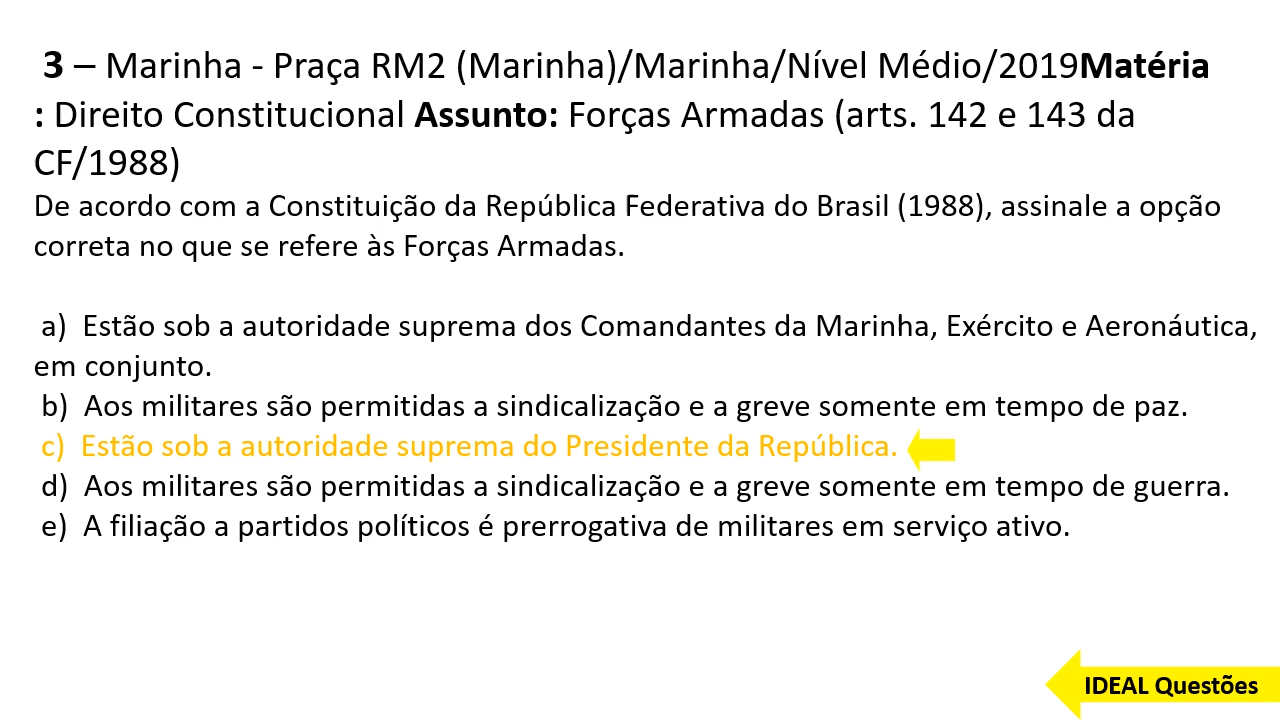 3 – Marinha - Praça RM2 (Marinha)/Marinha/Nível Médio/2019Matéria
: Direito Constitucional Assunto: Forças Armadas (arts. 142 e 143 da
CF/1988)
De acordo com a Constituição da República Federativa do Brasil (1988), assinale a opção
correta no que se refere às Forças Armadas.
a) Estão sob a autoridade suprema dos Comandantes da Marinha, Exército e Aeronáutica,
em conjunto.
b) Aos militares são permitidas a sindicalização e a greve somente em tempo de paz.
c) Estão sob a autoridade suprema do Presidente da República.
d) Aos militares são permitidas a sindicalização e a greve somente em tempo de guerra.
e) A filiação a partidos políticos é prerrogativa de militares em serviço ativo.
IDEAL Questões